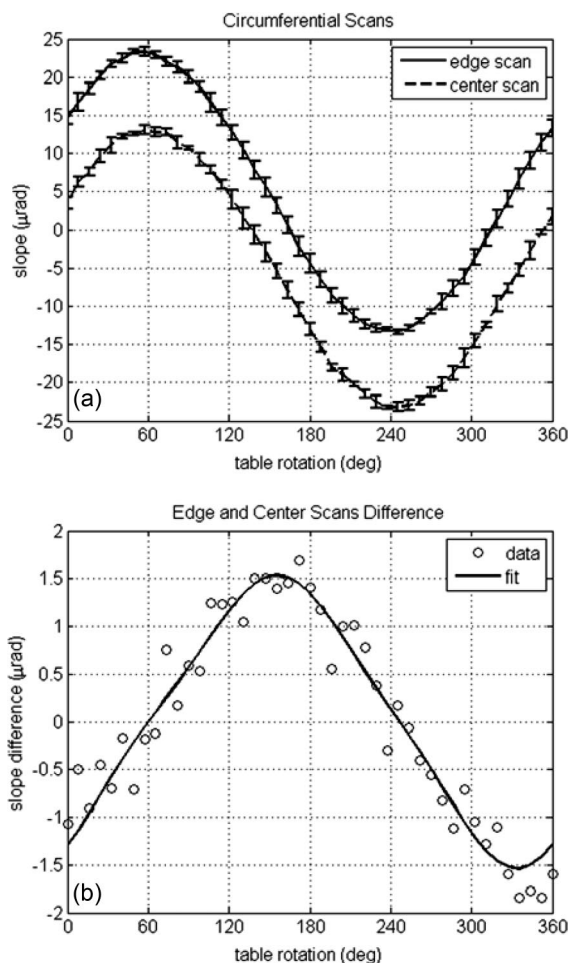 Circumferential Scans
25
20
15
10
5
0
-5
-10
-15
-20
-25
slope (µrad)
edge scan
center scan
(a)
0 60 120 180 240 300 360
table rotation (deg)
Edge and Center Scans Difference
2
1.5
1
0.5
0
-0.5
-1
-1.5
-2
slope difference (µrad)
data
fit
(b)
0 60 120 180 240 300 360
table rotation (deg)